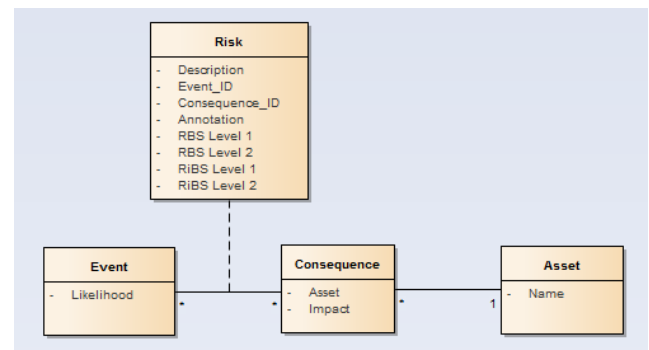 Risk
- Description
- Event_ID
- Consequence_ID
- Annotation
- RBS Level 1
- RBS Level 2
- RiBS Level 1
- RiBS Level 2
Event
- Likelihood
*
*
Consequence
- Asset
- Impact
*
1
Asset
- Name